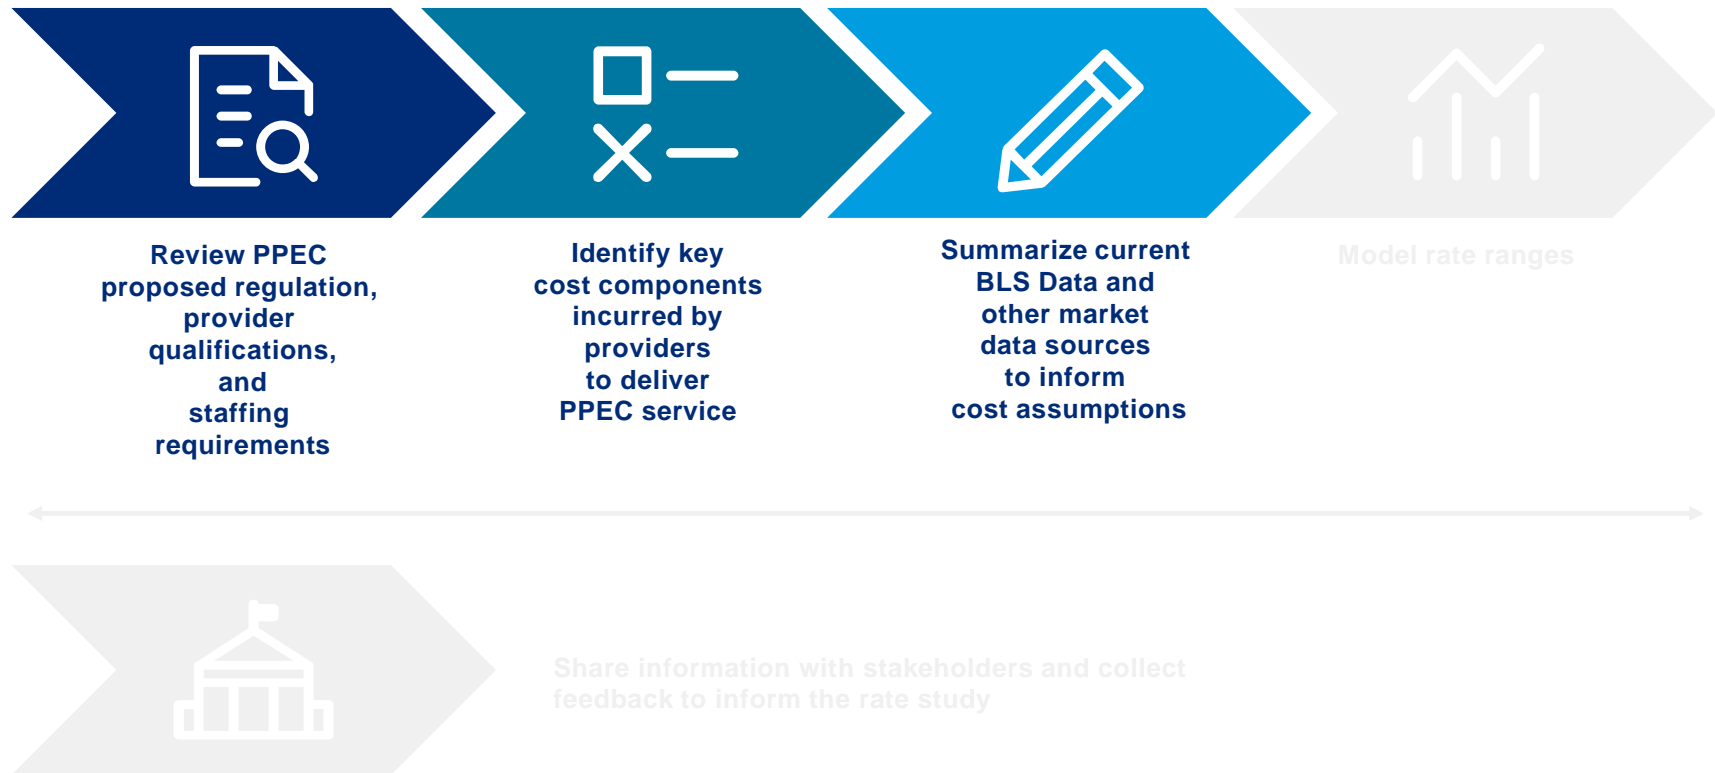 Review PPEC
proposed regulation,
provider
qualifications,
and
staffing
requirements
Identify key
cost components
incurred by
providers
to deliver
PPEC service
Summarize current
BLS Data and
other market
data sources
to inform
cost assumptions
Model rate ranges
Share information with stakeholders and collect
feedback to inform the rate study